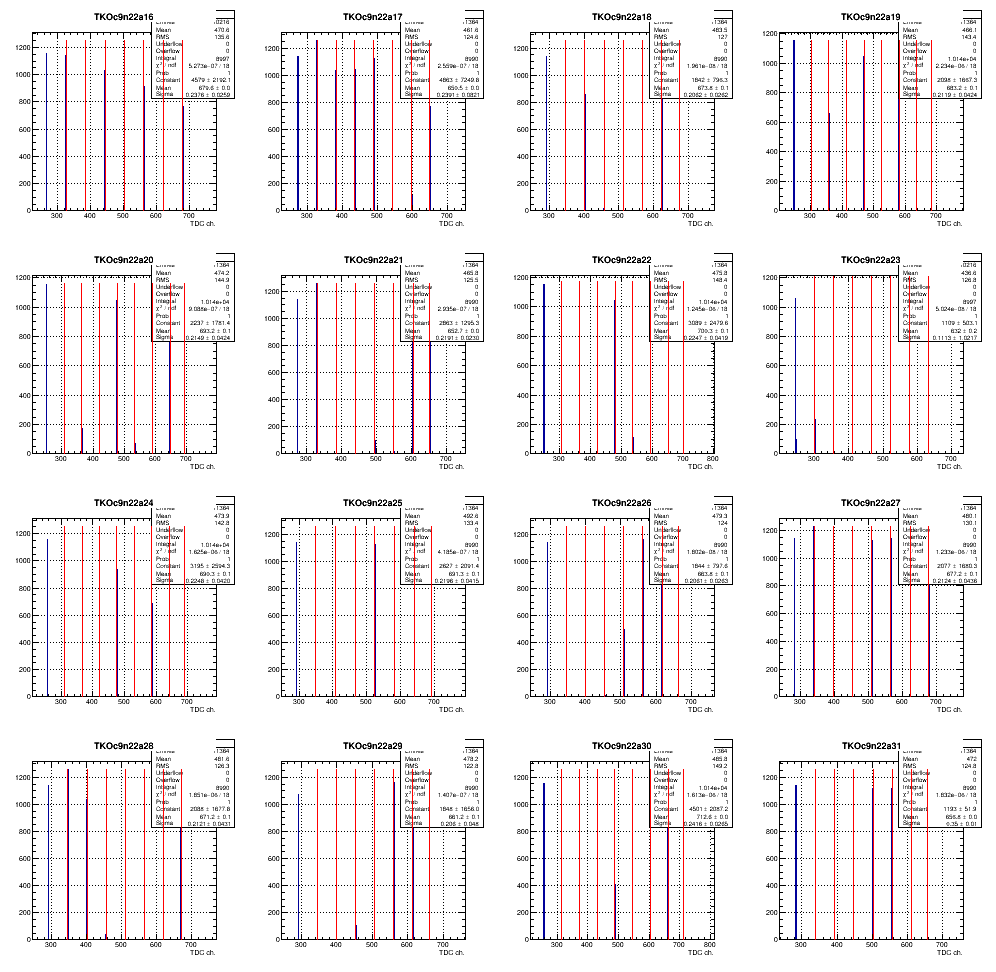 TKOc9n22a16
Mean 470.6
RMS 135.6
Underflow 0
Overflow 0
Integral 8997
χ² / ndf 5.273e-07 / 18
Prob 1
Constant 4579 ± 2192.1
Mean 679.6 ± 0.0
Sigma 0.2376 ± 0.0259
TDC ch.
TKOc9n22a17
Mean 461.6
RMS 124.6
Underflow 0
Overflow 0
Integral 8990
χ² / ndf 2.559e-07 / 18
Prob 1
Constant 4863 ± 7249.8
Mean 650.5 ± 0.0
Sigma 0.2391 ± 0.0821
TDC ch.
TKOc9n22a18
Mean 483.5
RMS 127
Underflow 0
Overflow 0
Integral 8990
χ² / ndf 1.961e-08 / 18
Prob 1
Constant 1842 ± 796.3
Mean 673.8 ± 0.1
Sigma 0.2062 ± 0.0262
TDC ch.
TKOc9n22a19
Mean 466.1
RMS 143.4
Underflow 0
Overflow 0
Integral 1.014e+04
χ² / ndf 2.234e-06 / 18
Prob 1
Constant 2098 ± 1667.3
Mean 683.2 ± 0.1
Sigma 0.2119 ± 0.0424
TDC ch.
TKOc9n22a20
Mean 474.2
RMS 144.9
Underflow 0
Overflow 0
Integral 1.014e+04
χ² / ndf 9.088e-07 / 18
Prob 1
Constant 2237 ± 1781.4
Mean 693.2 ± 0.1
Sigma 0.2149 ± 0.0424
TDC ch.
TKOc9n22a21
Mean 465.8
RMS 125.5
Underflow 0
Overflow 0
Integral 8990
χ² / ndf 2.935e-07 / 18
Prob 1
Constant 2863 ± 1295.3
Mean 652.7 ± 0.0
Sigma 0.2191 ± 0.0230
TDC ch.
TKOc9n22a22
Mean 475.8
RMS 148.4
Underflow 0
Overflow 0
Integral 1.014e+04
χ² / ndf 1.245e-06 / 18
Prob 1
Constant 3089 ± 2479.6
Mean 700.3 ± 0.1
Sigma 0.2247 ± 0.0419
TDC ch.
TKOc9n22a23
Mean 436.6
RMS 126.8
Underflow 0
Overflow 0
Integral 8997
χ² / ndf 5.024e-08 / 18
Prob 1
Constant 1109 ± 503.1
Mean 632 ± 0.2
Sigma 0.1113 ± 1.0217
TDC ch.
TKOc9n22a24
Mean 473.9
RMS 142.8
Underflow 0
Overflow 0
Integral 1.014e+04
χ² / ndf 1.625e-06 / 18
Prob 1
Constant 3195 ± 2594.3
Mean 690.3 ± 0.1
Sigma 0.2248 ± 0.0420
TDC ch.
TKOc9n22a25
Mean 492.6
RMS 133.4
Underflow 0
Overflow 0
Integral 8990
χ² / ndf 4.185e-07 / 18
Prob 1
Constant 2627 ± 2091.4
Mean 691.3 ± 0.1
Sigma 0.2196 ± 0.0415
TDC ch.
TKOc9n22a26
Mean 479.3
RMS 124
Underflow 0
Overflow 0
Integral 8990
χ² / ndf 1.802e-08 / 18
Prob 1
Constant 1844 ± 797.6
Mean 663.8 ± 0.1
Sigma 0.2061 ± 0.0263
TDC ch.
TKOc9n22a27
Mean 480.1
RMS 130.1
Underflow 0
Overflow 0
Integral 8990
χ² / ndf 1.233e-06 / 18
Prob 1
Constant 2077 ± 1680.3
Mean 677.2 ± 0.1
Sigma 0.2124 ± 0.0436
TDC ch.
TKOc9n22a28
Mean 481.6
RMS 126.3
Underflow 0
Overflow 0
Integral 8990
χ² / ndf 1.851e-06 / 18
Prob 1
Constant 2088 ± 1677.8
Mean 671.2 ± 0.1
Sigma 0.2121 ± 0.0431
TDC ch.
TKOc9n22a29
Mean 478.2
RMS 122.8
Underflow 0
Overflow 0
Integral 8990
χ² / ndf 1.407e-07 / 18
Prob 1
Constant 1848 ± 1656.0
Mean 661.2 ± 0.1
Sigma 0.206 ± 0.048
TDC ch.
TKOc9n22a30
Mean 485.8
RMS 149.2
Underflow 0
Overflow 0
Integral 1.014e+04
χ² / ndf 1.613e-06 / 18
Prob 1
Constant 4501 ± 2087.2
Mean 712.6 ± 0.0
Sigma 0.2416 ± 0.0265
TDC ch.
TKOc9n22a31
Mean 472
RMS 124.8
Underflow 0
Overflow 0
Integral 8990
χ² / ndf 1.832e-06 / 18
Prob 1
Constant 1193 ± 51.9
Mean 656.8 ± 0.0
Sigma 0.35 ± 0.01
TDC ch.